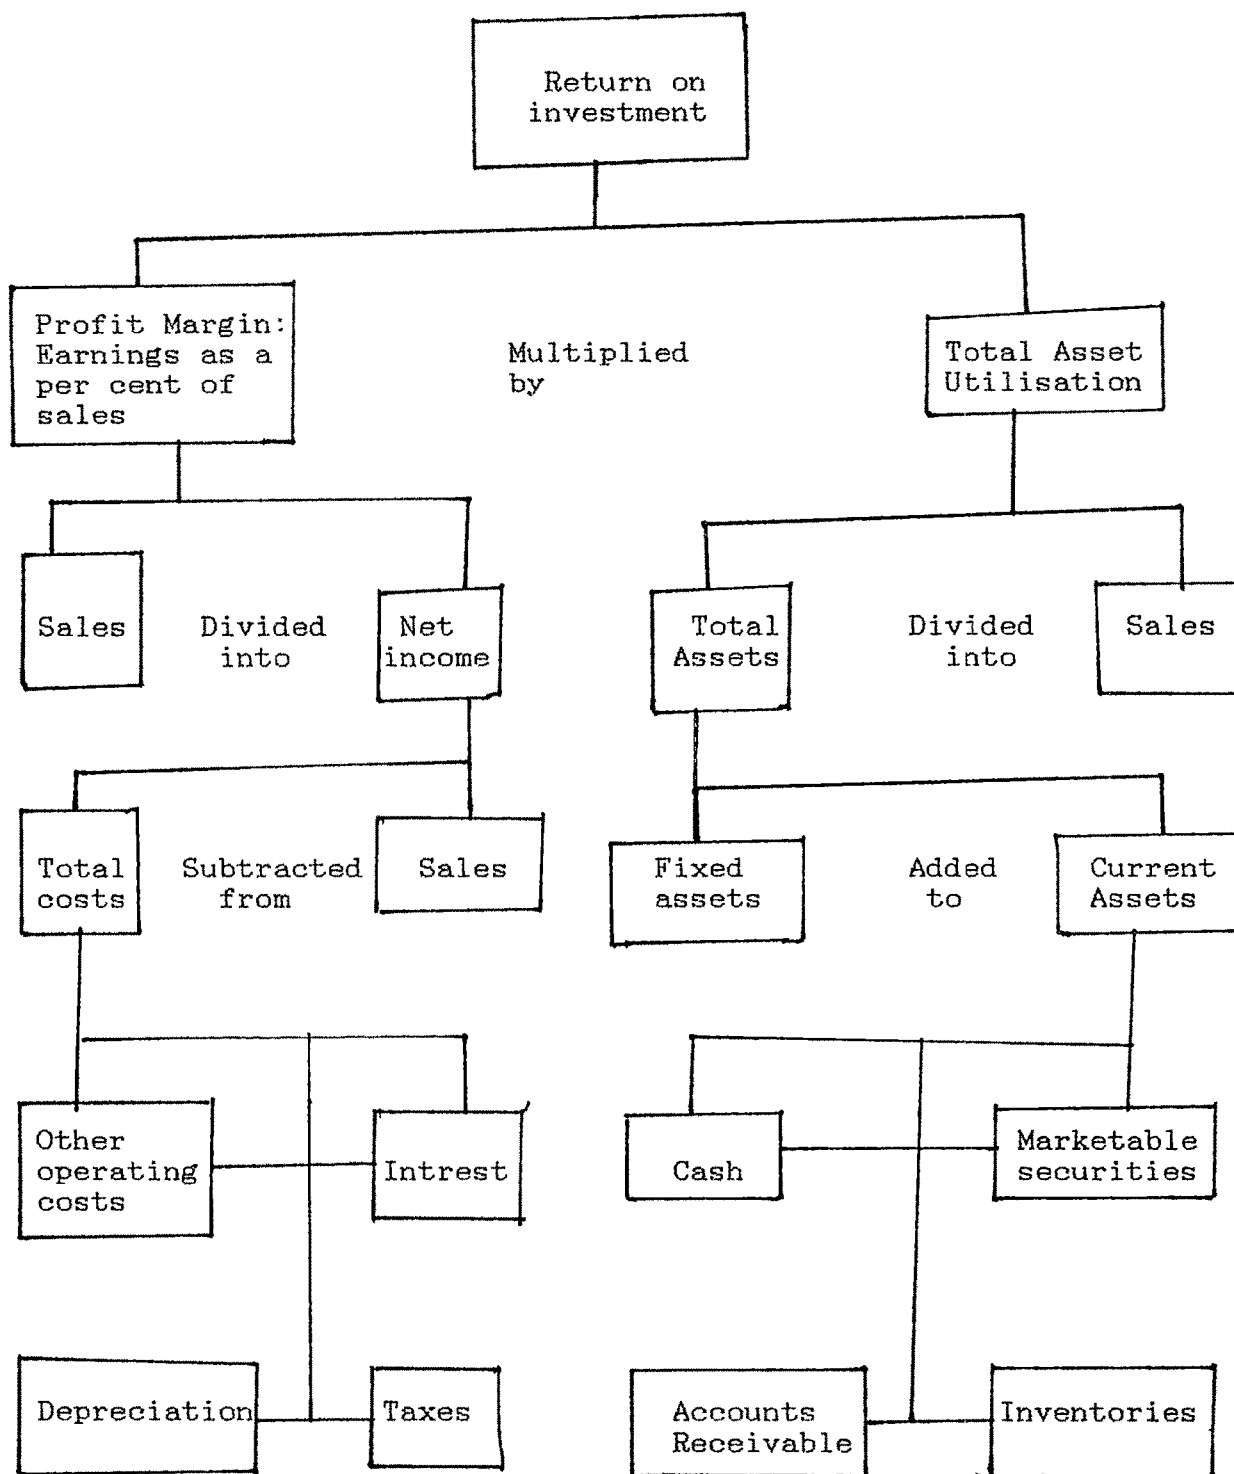 Return on
investment
Profit Margin:
Earnings as a
per cent of
sales
Multiplied
by
Total Asset
Utilisation
Sales
Divided
into
Net
income
Total
Assets
Divided
into
Sales
Total
costs
Subtracted
from
Sales
Fixed
assets
Added
to
Current
Assets
Other
operating
costs
Intrest
Cash
Marketable
securities
Depreciation
Taxes
Accounts
Receivable
Inventories